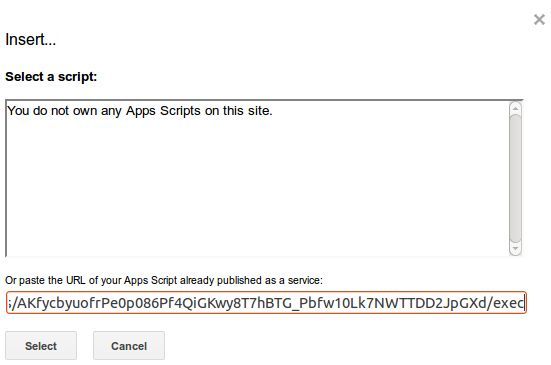 Insert...
Select a script:
You do not own any Apps Scripts on this site.
Or paste the URL of your Apps Script already published as a service:
s/AKfycbyuofrPe0p086Pf4QiGKwy8T7hBTG_Pbfw10Lk7NWTTDD2JpGXd/exec
Select
Cancel